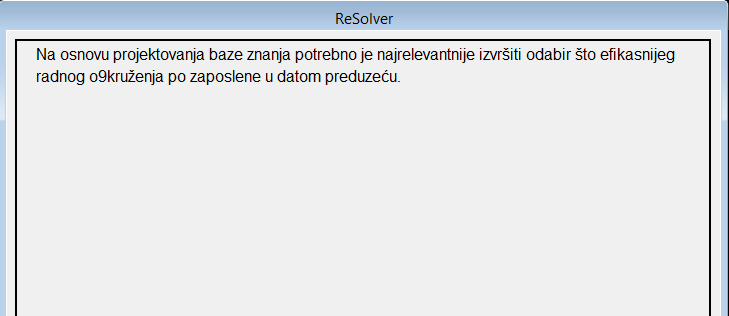 ReSolver
Na osnovu projektovanja baze znanja potrebno je najrelevantnije izvršiti odabir što efikasnijeg
radnog o9kruženja po zaposlene u datom preduzeću.